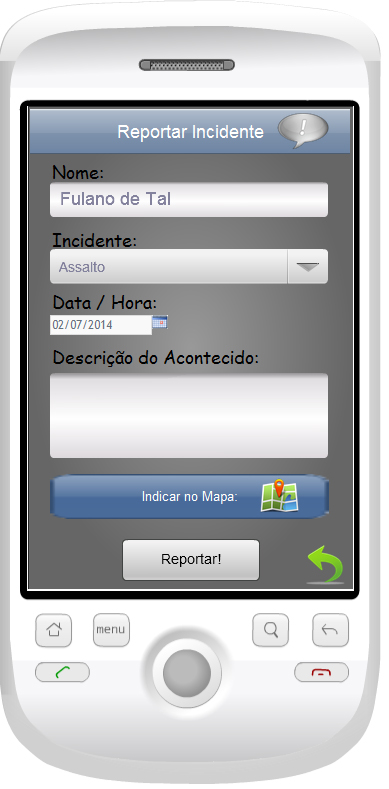 Reportar Incidente
!
Nome:
Fulano de Tal
Incidente:
Assalto
Data / Hora:
02/07/2014
Descrição do Acontecido:
Indicar no Mapa:
Reportar!
menu